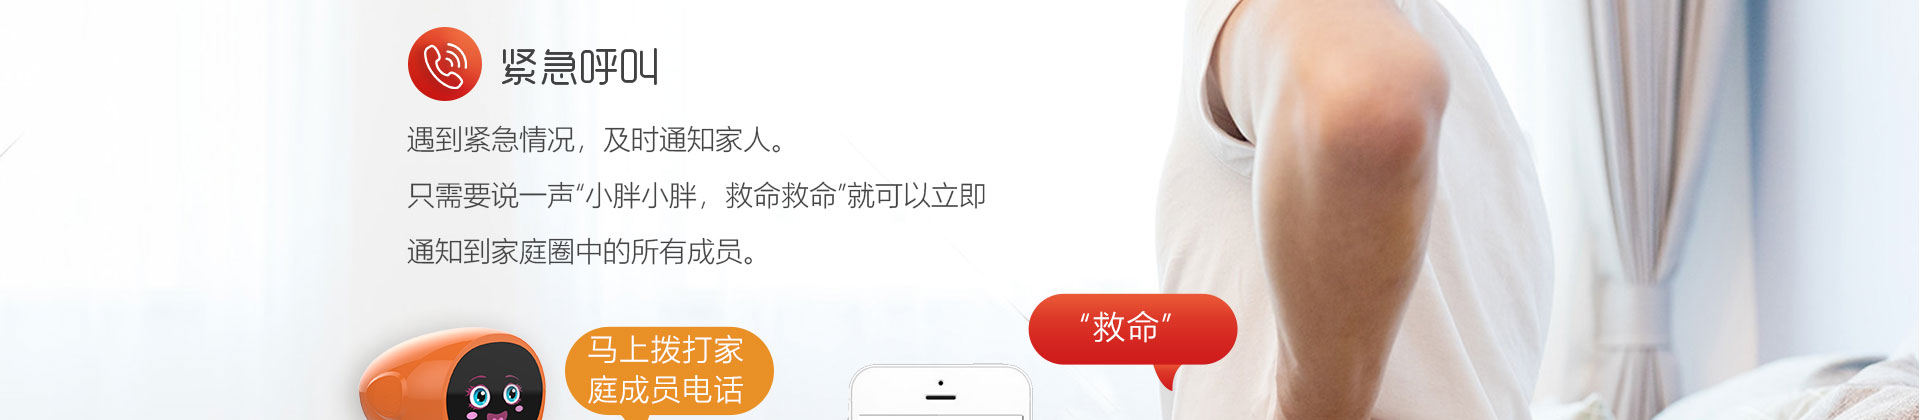 紧急呼叫
遇到紧急情况，及时通知家人。
只需要说一声“小胖小胖，救命救命”就可以立即
通知到家庭圈中的所有成员。
“救命”
马上拨打家
庭成员电话